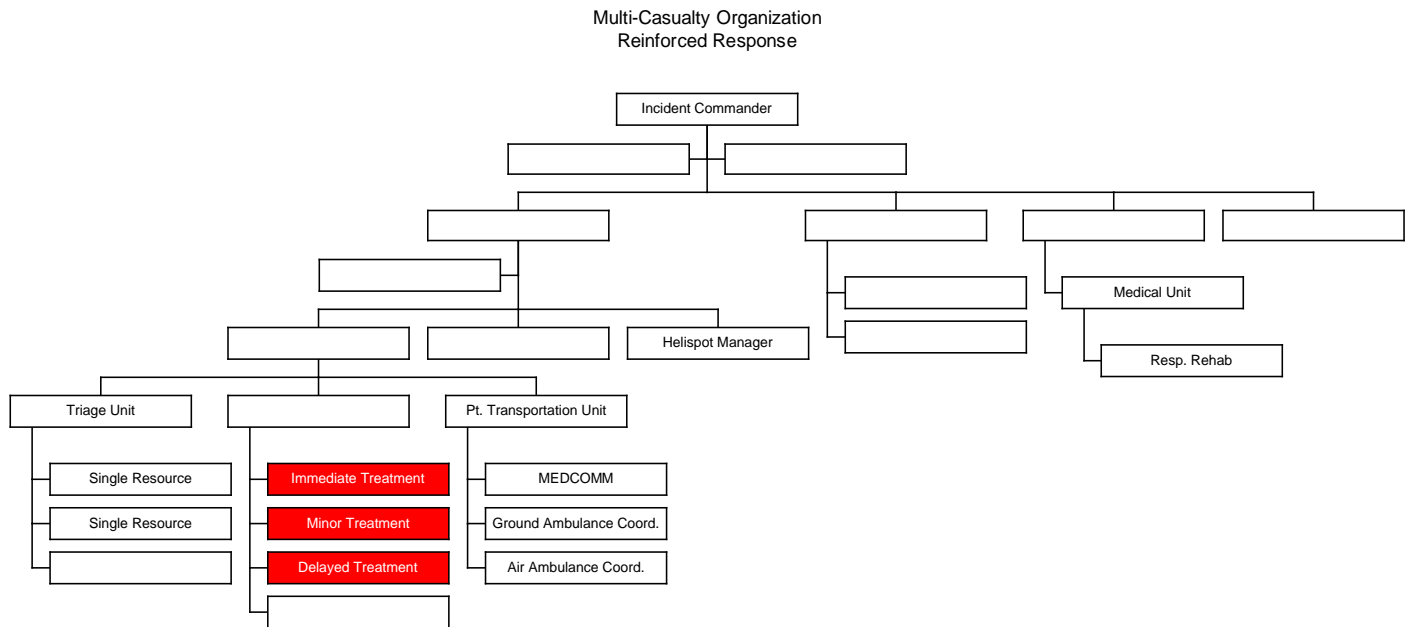 Multi-Casualty Organization
Reinforced Response
Incident Commander
Medical Unit
Helispot Manager
Resp. Rehab
Triage Unit
Pt. Transportation Unit
Single Resource
Immediate Treatment
MEDCOMM
Single Resource
Minor Treatment
Ground Ambulance Coord.
Delayed Treatment
Air Ambulance Coord.